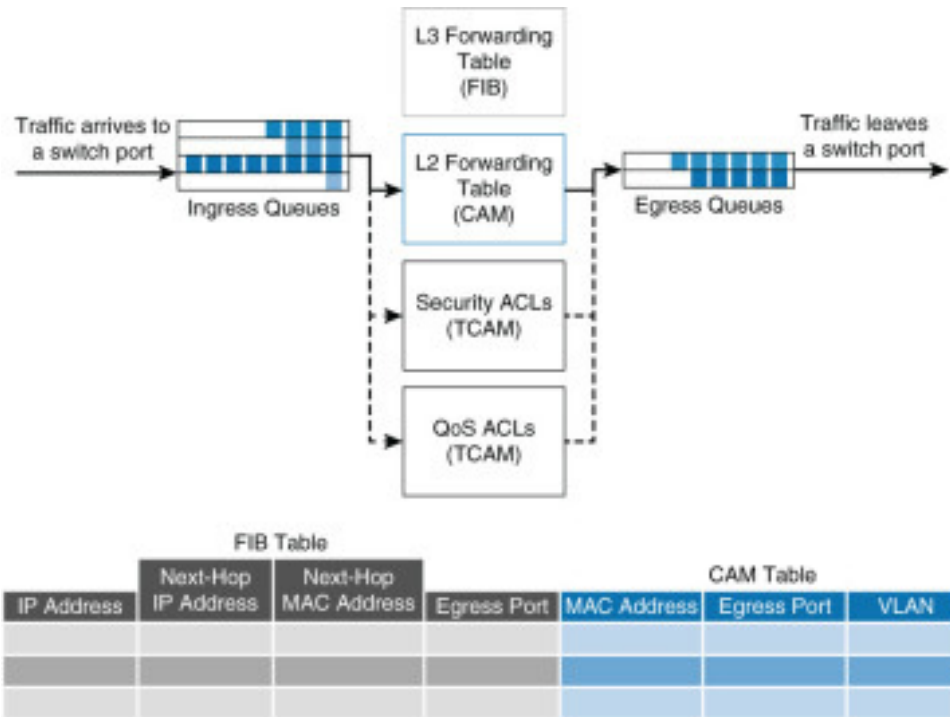 L3 Forwarding
Table
(FIB)
Traffic arrives to
a switch port
Ingress Queues
L2 Forwarding
Table
(CAM)
Traffic leaves
a switch port
Egress Queues
Security ACLs
(TCAM)
QoS ACLs
(TCAM)
FIB Table
CAM Table
IP Address
Next-Hop
IP Address
Next-Hop
MAC Address
Egress Port
MAC Address
Egress Port
VLAN